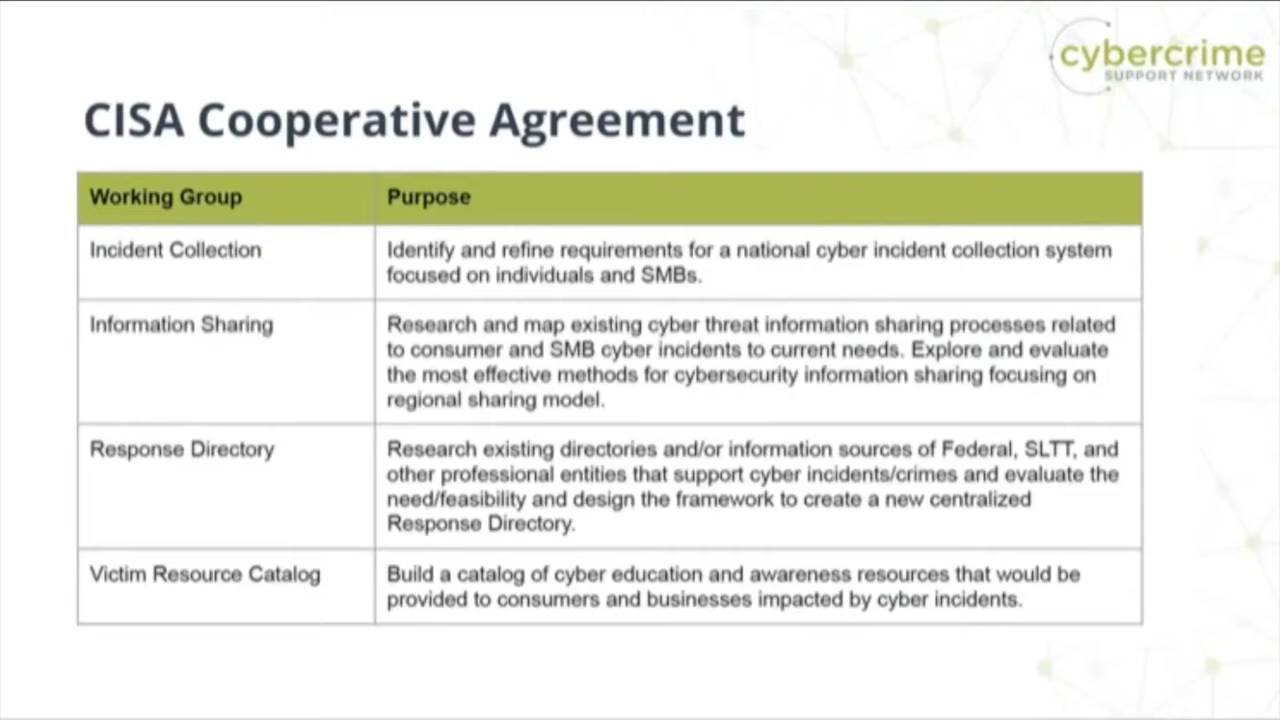 cybercrime
SUPPORT NETWORK
CISA Cooperative Agreement
Working Group
Purpose
Incident Collection
Identify and refine requirements for a national cyber incident collection system
focused on individuals and SMBs.
Information Sharing
Research and map existing cyber threat information sharing processes related
to consumer and SMB cyber incidents to current needs. Explore and evaluate
the most effective methods for cybersecurity information sharing focusing on
regional sharing model.
Response Directory
Research existing directories and/or information sources of Federal, SLTT, and
other professional entities that support cyber incidents/crimes and evaluate the
need/feasibility and design the framework to create a new centralized
Response Directory.
Victim Resource Catalog
Build a catalog of cyber education and awareness resources that would be
provided to consumers and businesses impacted by cyber incidents.